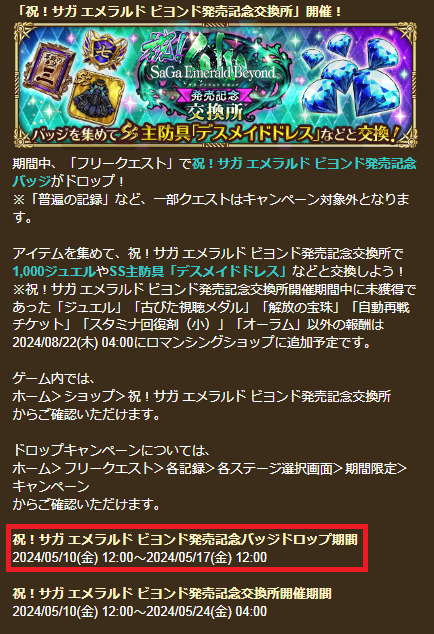 「祝！サガ エメラルド ビヨンド発売記念交換所」開催！
祝!
SaGa Emerald Beyond
発売記念
交換所
バッジを集めてSS主防具「デスメイドドレス」などと交換！
期間中、「フリークエスト」で祝！サガ エメラルド ビヨンド発売記念
バッジがドロップ！
※「普遍の記録」など、一部クエストはキャンペーン対象外となりま
す。
アイテムを集めて、祝！サガ エメラルド ビヨンド発売記念交換所で
1,000ジュエルやSS主防具「デスメイドドレス」などと交換しよう！
※祝！サガ エメラルド ビヨンド発売記念交換所開催期間中に未獲得で
あった「ジュエル」「古びた視聴メダル」「解放の宝珠」「自動再戦
チケット」「スタミナ回復剤（小）」「オーラム」以外の報酬は
2024/08/22(木) 04:00にロマンシングショップに追加予定です。
ゲーム内では、
ホーム＞ショップ＞祝！サガ エメラルド ビヨンド発売記念交換所
からご確認いただけます。
ドロップキャンペーンについては、
ホーム＞フリークエスト＞各記録＞各ステージ選択画面＞期間限定＞
キャンペーン
からご確認いただけます。
祝！サガ エメラルド ビヨンド発売記念バッジドロップ期間
2024/05/10(金) 12:00～2024/05/17(金) 12:00
祝！サガ エメラルド ビヨンド発売記念交換所開催期間
2024/05/10(金) 12:00～2024/05/24(金) 04:00